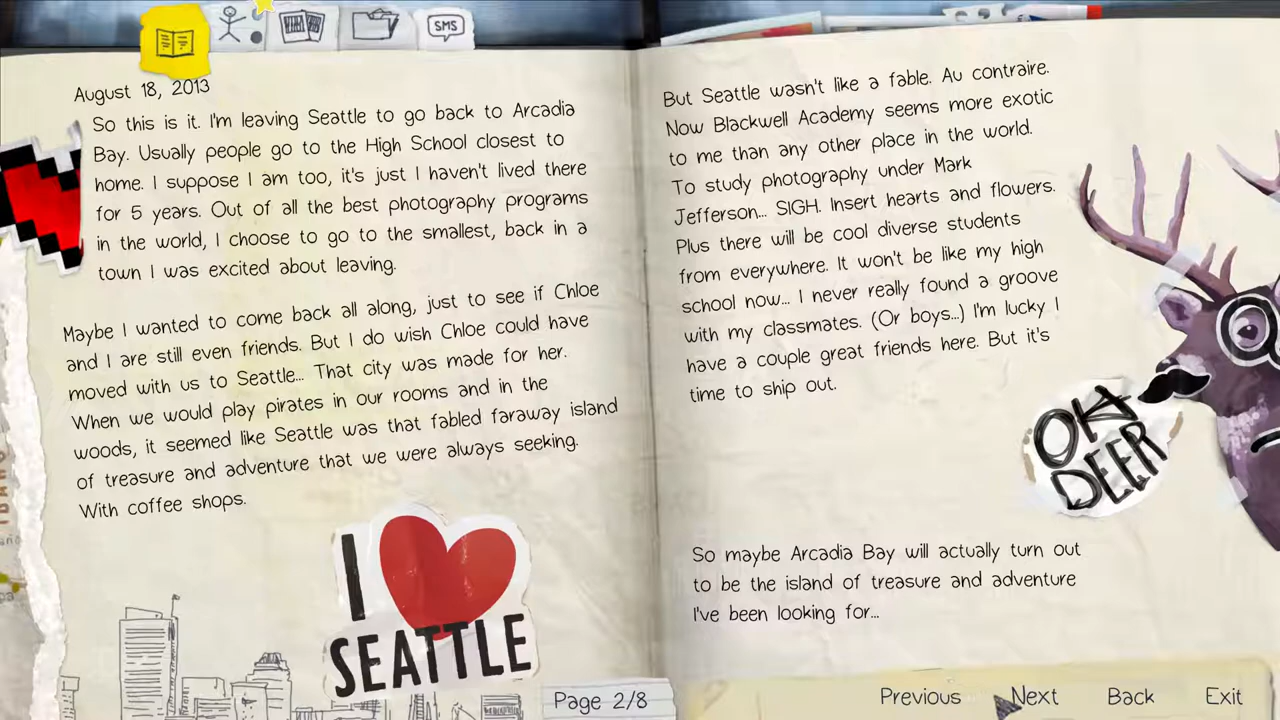 SMS
August 18, 2013
So this is it. I'm leaving Seattle to go back to Arcadia
Bay. Usually people go to the High School closest to
home. I suppose I am too, it's just I haven't lived there
for 5 years. Out of all the best photography programs
in the world, I choose to go to the smallest, back in a
town I was excited about leaving.
Maybe I wanted to come back all along, just to see if Chloe
and I are still even friends. But I do wish Chloe could have
moved with us to Seattle... That city was made for her.
When we would play pirates in our rooms and in the
woods, it seemed like Seattle was that fabled faraway island
of treasure and adventure that we were always seeking.
With coffee shops.
I
SEATTLE
But Seattle wasn't like a fable. Au contraire.
Now Blackwell Academy seems more exotic
to me than any other place in the world.
To study photography under Mark
Jefferson... SIGH. Insert hearts and flowers.
Plus there will be cool diverse students
from everywhere. It won't be like my high
school now... I never really found a groove
with my classmates. (Or boys...) I'm lucky I
have a couple great friends here. But it's
time to ship out.
OH
DEER
So maybe Arcadia Bay will actually turn out
to be the island of treasure and adventure
I've been looking for...
Page 2/8
Previous
Next
Back
Exit